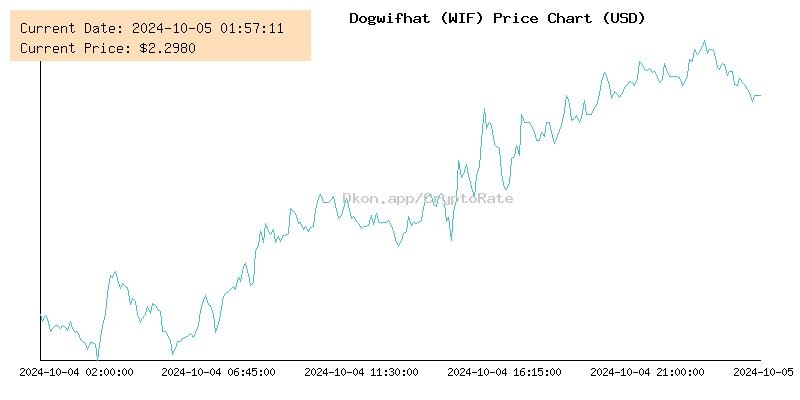 Dogwifhat (WIF) Price Chart (USD)
Current Date: 2024-10-05 01:57:11
Current Price: $2.2980
Dkon.app/CryptoRate
2024-10-04 02:00:00 2024-10-04 06:45:00 2024-10-04 11:30:00 2024-10-04 16:15:00 2024-10-04 21:00:00 2024-10-05